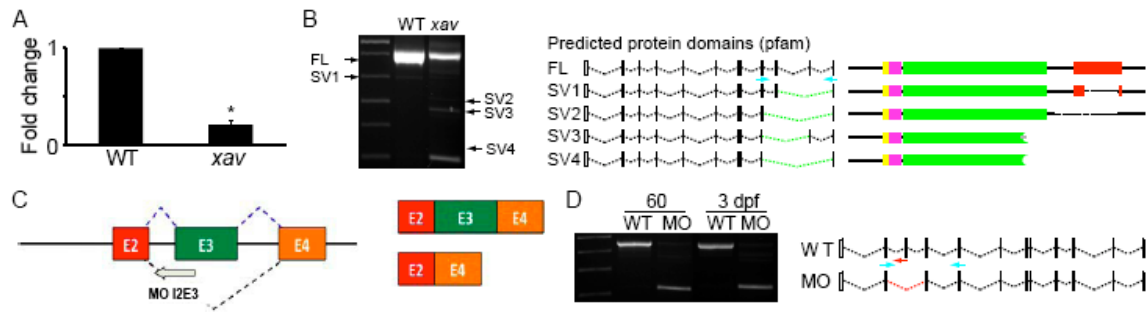 A
Fold change
1
0
*
WT
xav
B
WT xav
FL
SV1
SV2
SV3
SV4
Predicted protein domains (pfam)
FL
SV1
SV2
SV3
SV4
C
E2 E3 E4
MO I2E3
E2 E3 E4
E2 E4
D
60 3 dpf
WT MO WT MO
WT
MO